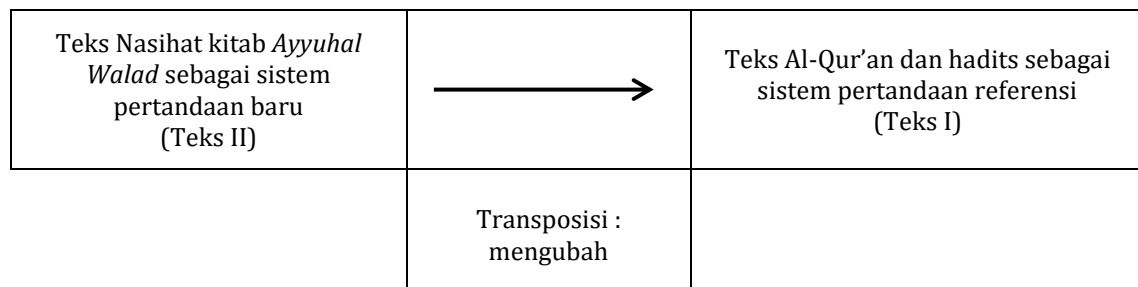 Teks Nasihat kitab Ayyuhal
Walad sebagai sistem
pertandaan baru
(Teks II)
Teks Al-Qur’an dan hadits sebagai
sistem pertandaan referensi
(Teks I)
Transposisi :
mengubah